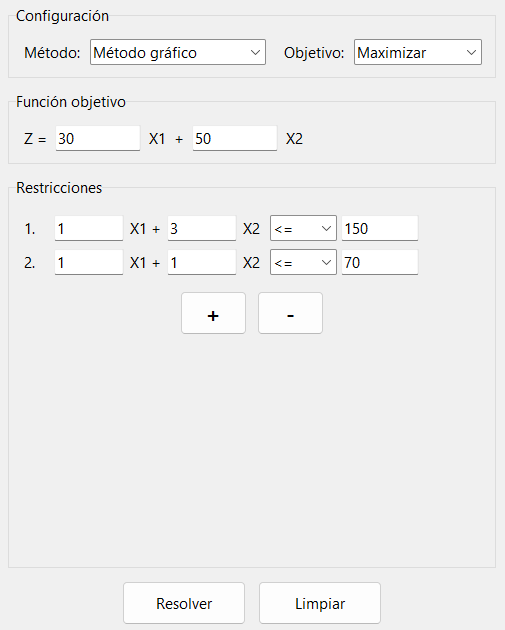 Configuración
Método: Método gráfico Objetivo: Maximizar
Función objetivo
Z = 30 X1 + 50 X2
Restricciones
1. 1 X1 + 3 X2 <= 150
2. 1 X1 + 1 X2 <= 70
+ -
Resolver Limpiar